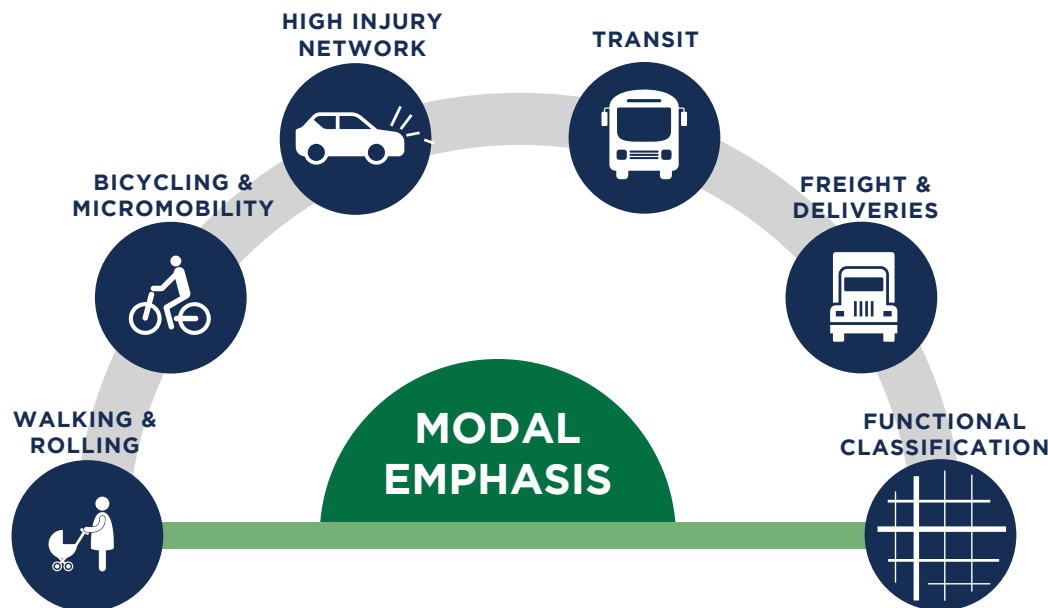 HIGH INJURY
NETWORK
TRANSIT
BICYCLING &
MICROMOBILITY
FREIGHT &
DELIVERIES
WALKING &
ROLLING
MODAL
EMPHASIS
FUNCTIONAL
CLASSIFICATION